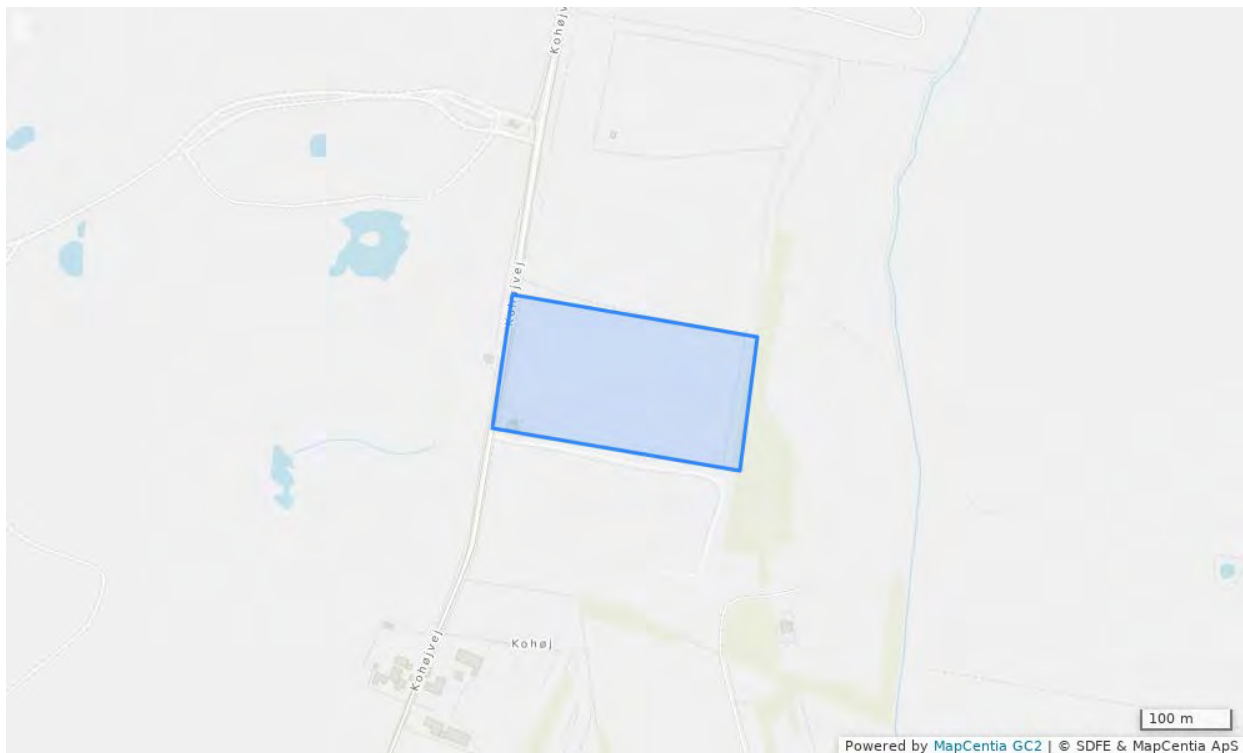 Kohøjvej
Kohøjvej
Kohøj
Kohøjvej
100 m
Powered by MapCentia GC2 | © SDFE & MapCentia ApS